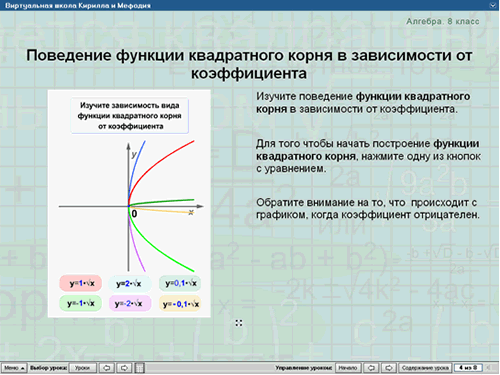 Виртуальная школа Кирилла и Мефодия
Алгебра 8 класс
Поведение функции квадратного корня в зависимости от
коэффициента
Изучите зависимость вида
функции квадратного корня
от коэффициента
y
0
x
y=1•√x
y=2•√x
y=0,1•√x
y=-1•√x
y=-2•√x
y=-0,1•√x
Изучите поведение функции квадратного
корня в зависимости от коэффициента.
Для того чтобы начать построение функции
квадратного корня, нажмите одну из кнопок
с уравнением.
Обратите внимание на то, что происходит с
графиком, когда коэффициент отрицателен.
Меню
Выбор урока:
Уроки
Управление уроком:
Начало
Содержание урока
4 из 8